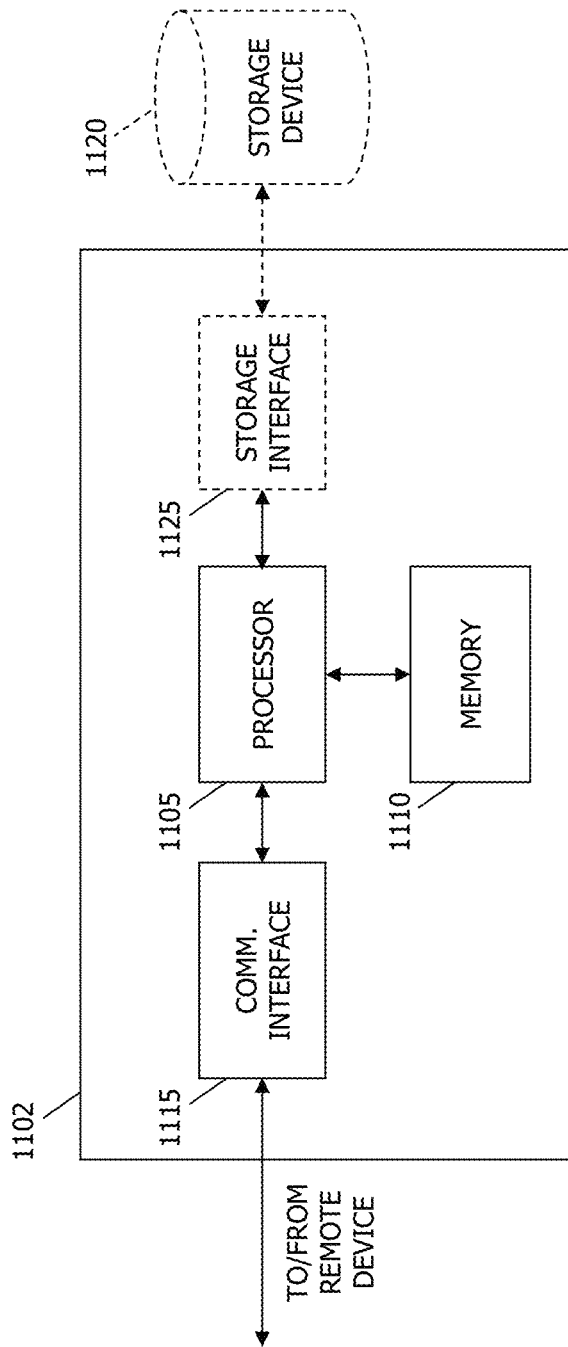 1102
TO/FROM
REMOTE
DEVICE
1115
COMM.
INTERFACE
1105
PROCESSOR
1110
MEMORY
1125
STORAGE
INTERFACE
1120
STORAGE
DEVICE